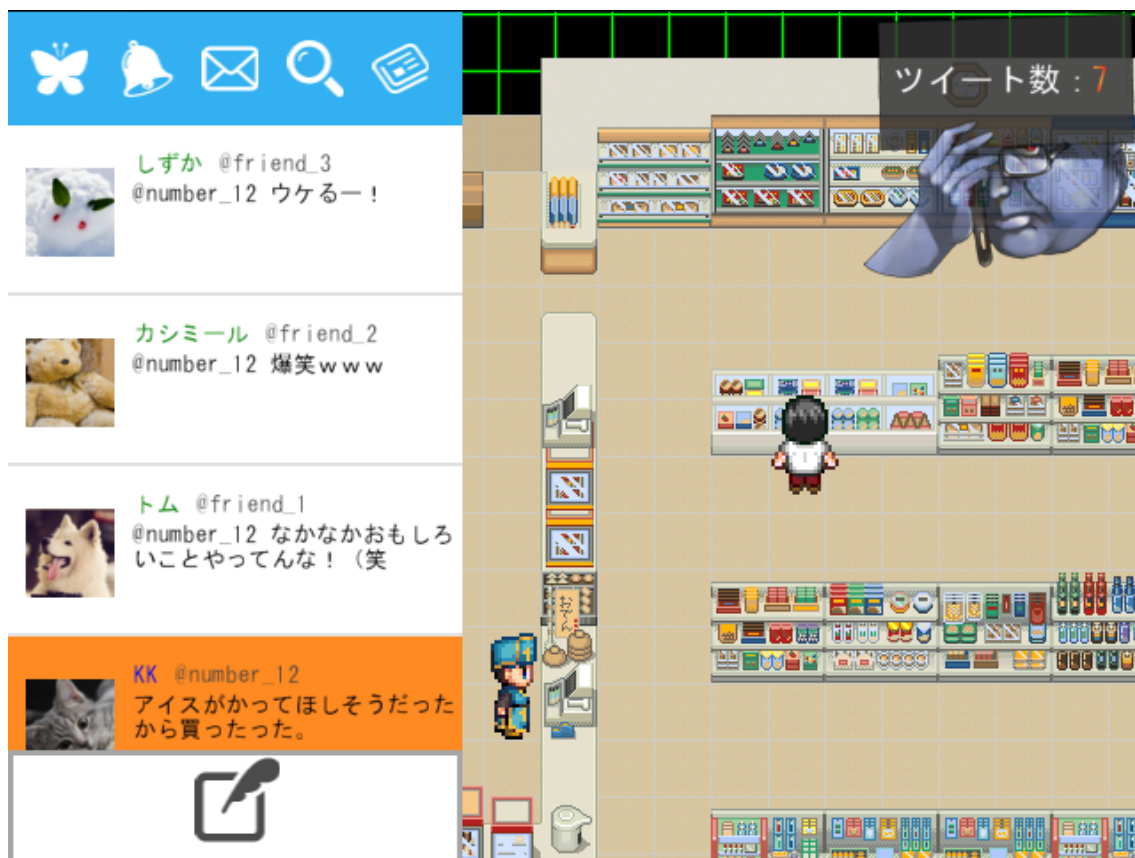 ツイート数:7
しずか @friend_3
@number_12 ウケるー!
カシミール @friend_2
@number_12 爆笑www
トム @friend_1
@number_12 なかなかおもしろ
いことやってんな!(笑
KK @number_12
アイスがかってほしそうだった
から買ったった。
おでん